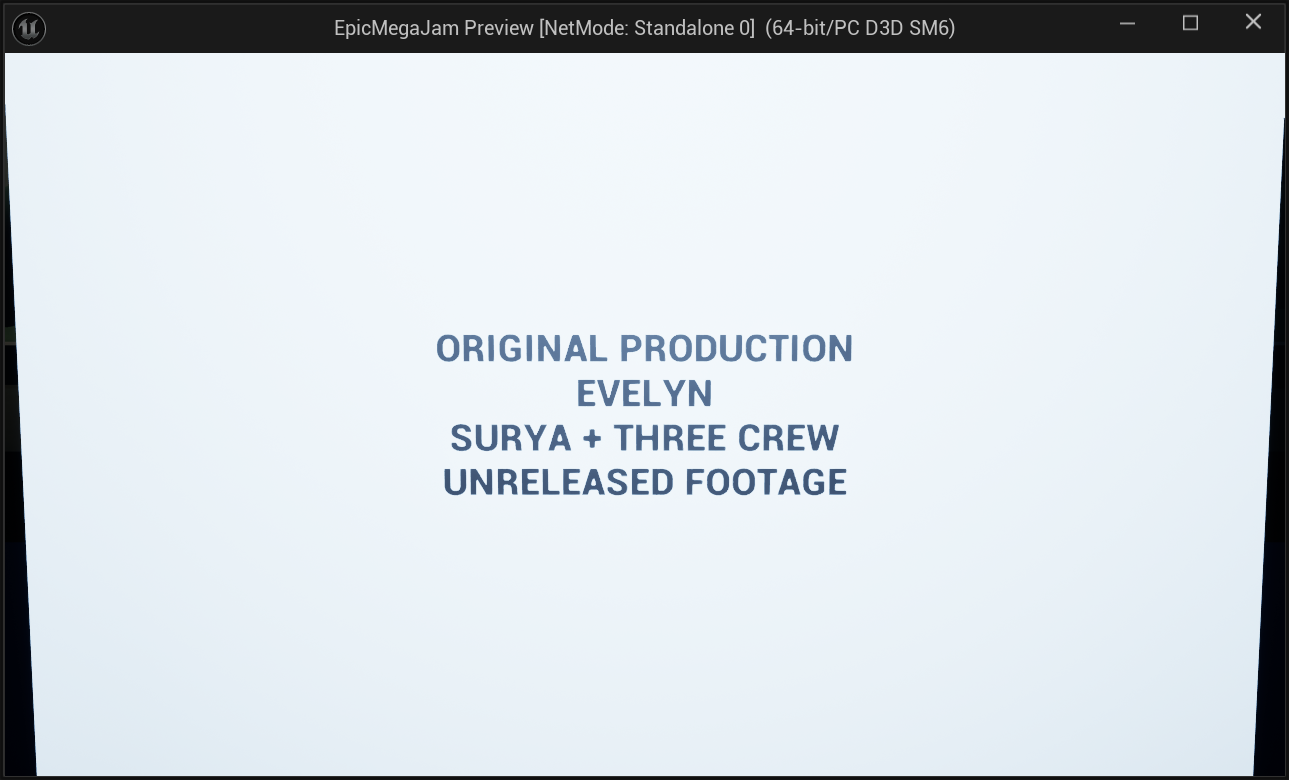 EpicMegaJam Preview [NetMode: Standalone 0] (64-bit/PC D3D SM6)
ORIGINAL PRODUCTION
EVELYN
SURYA + THREE CREW
UNRELEASED FOOTAGE